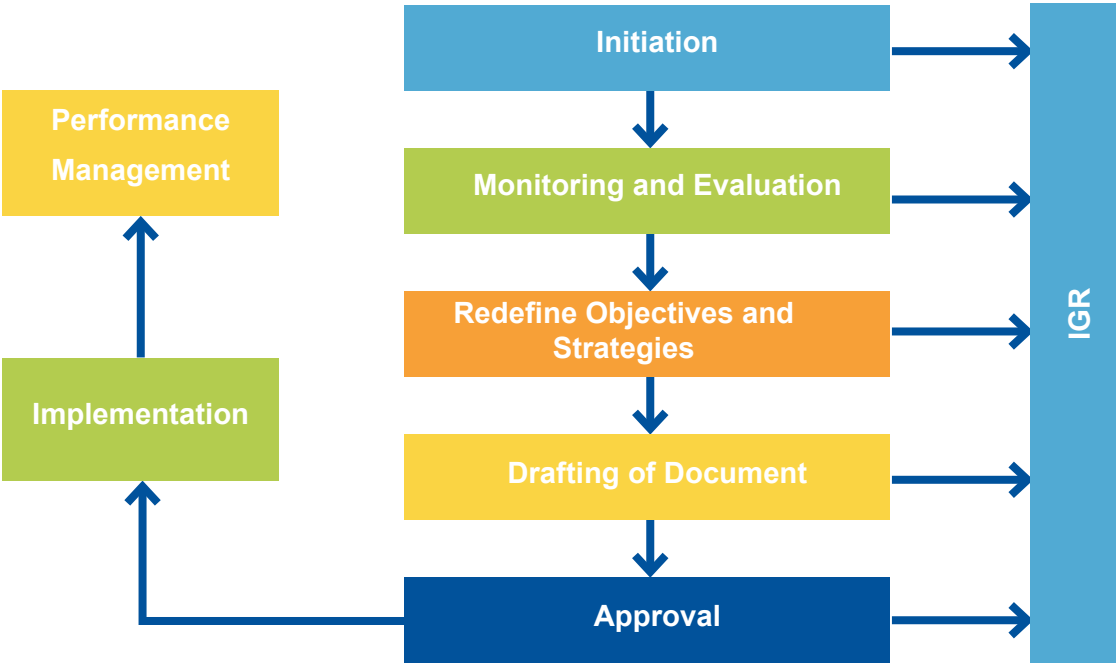 Initiation
Performance
Management
Monitoring and Evaluation
Redefine Objectives and
Strategies
IGR
Implementation
Drafting of Document
Approval